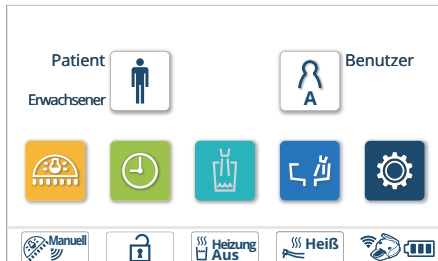 Patient
Erwachsener
Benutzer
A
Manuell
Heizung
Aus
Heiß